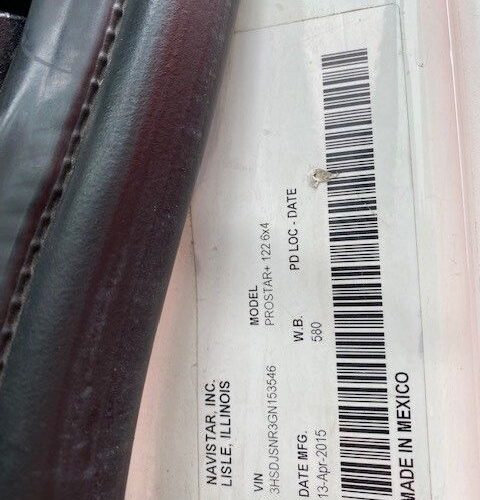 NAVISTAR, INC.
LISLE, ILLINOIS
VIN
3HSDJSNR3GN153546
MODEL
PROSTAR+ 122 6x4
DATE MFG.
13-Apr-2015
W.B.
580
PD LOC - DATE
MADE IN MEXICO